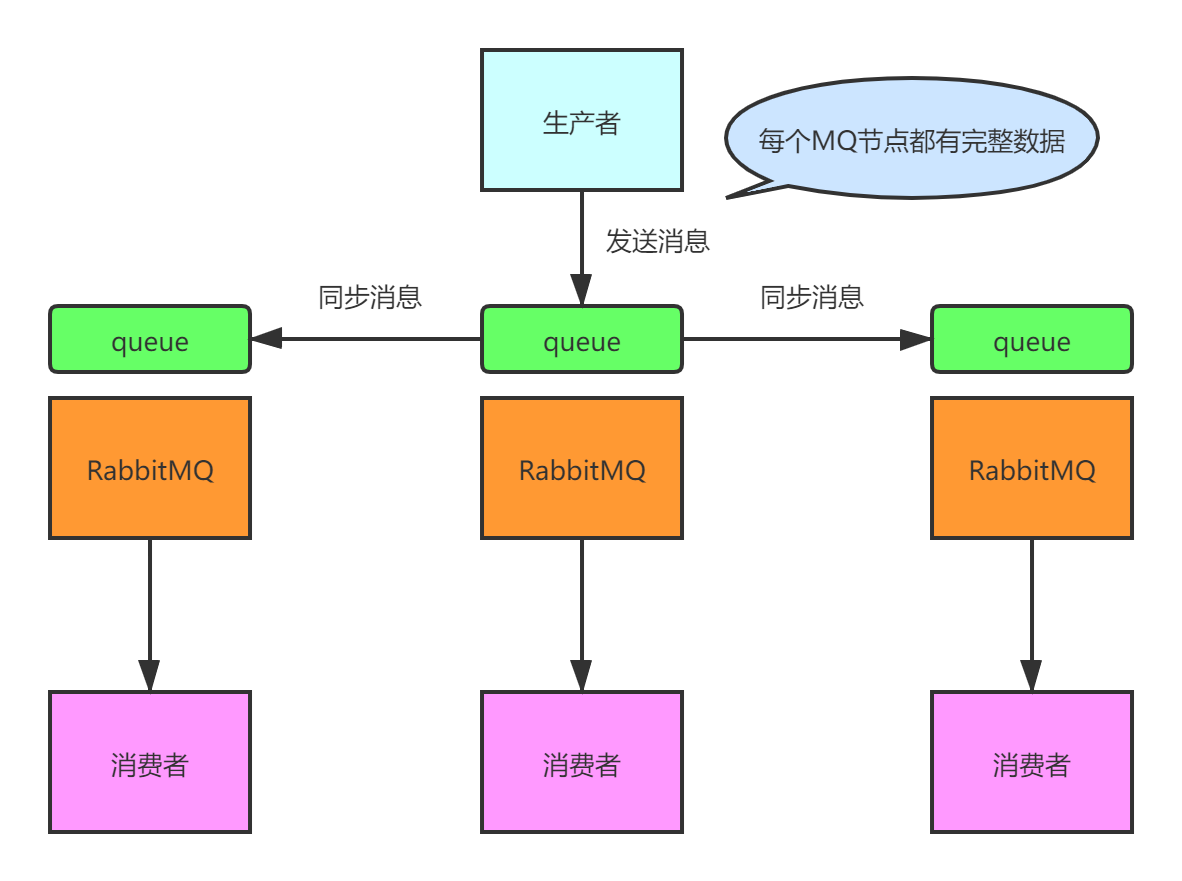 生产者
每个MQ节点都有完整数据
发送消息
同步消息
同步消息
queue
queue
queue
RabbitMQ
RabbitMQ
RabbitMQ
消费者
消费者
消费者